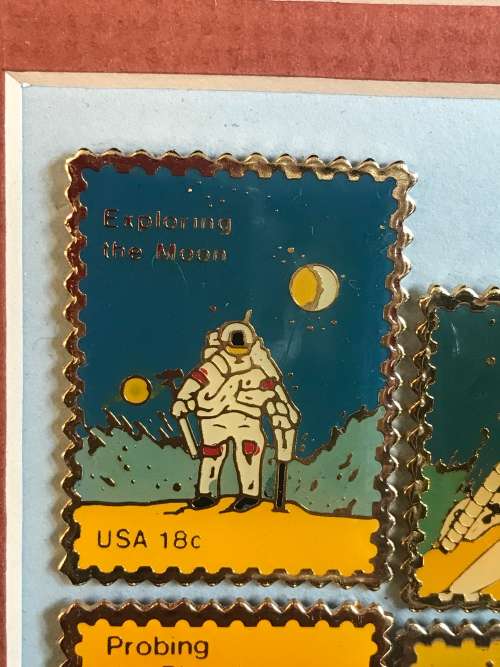 Exploring
the Moon
USA 18c
Probing